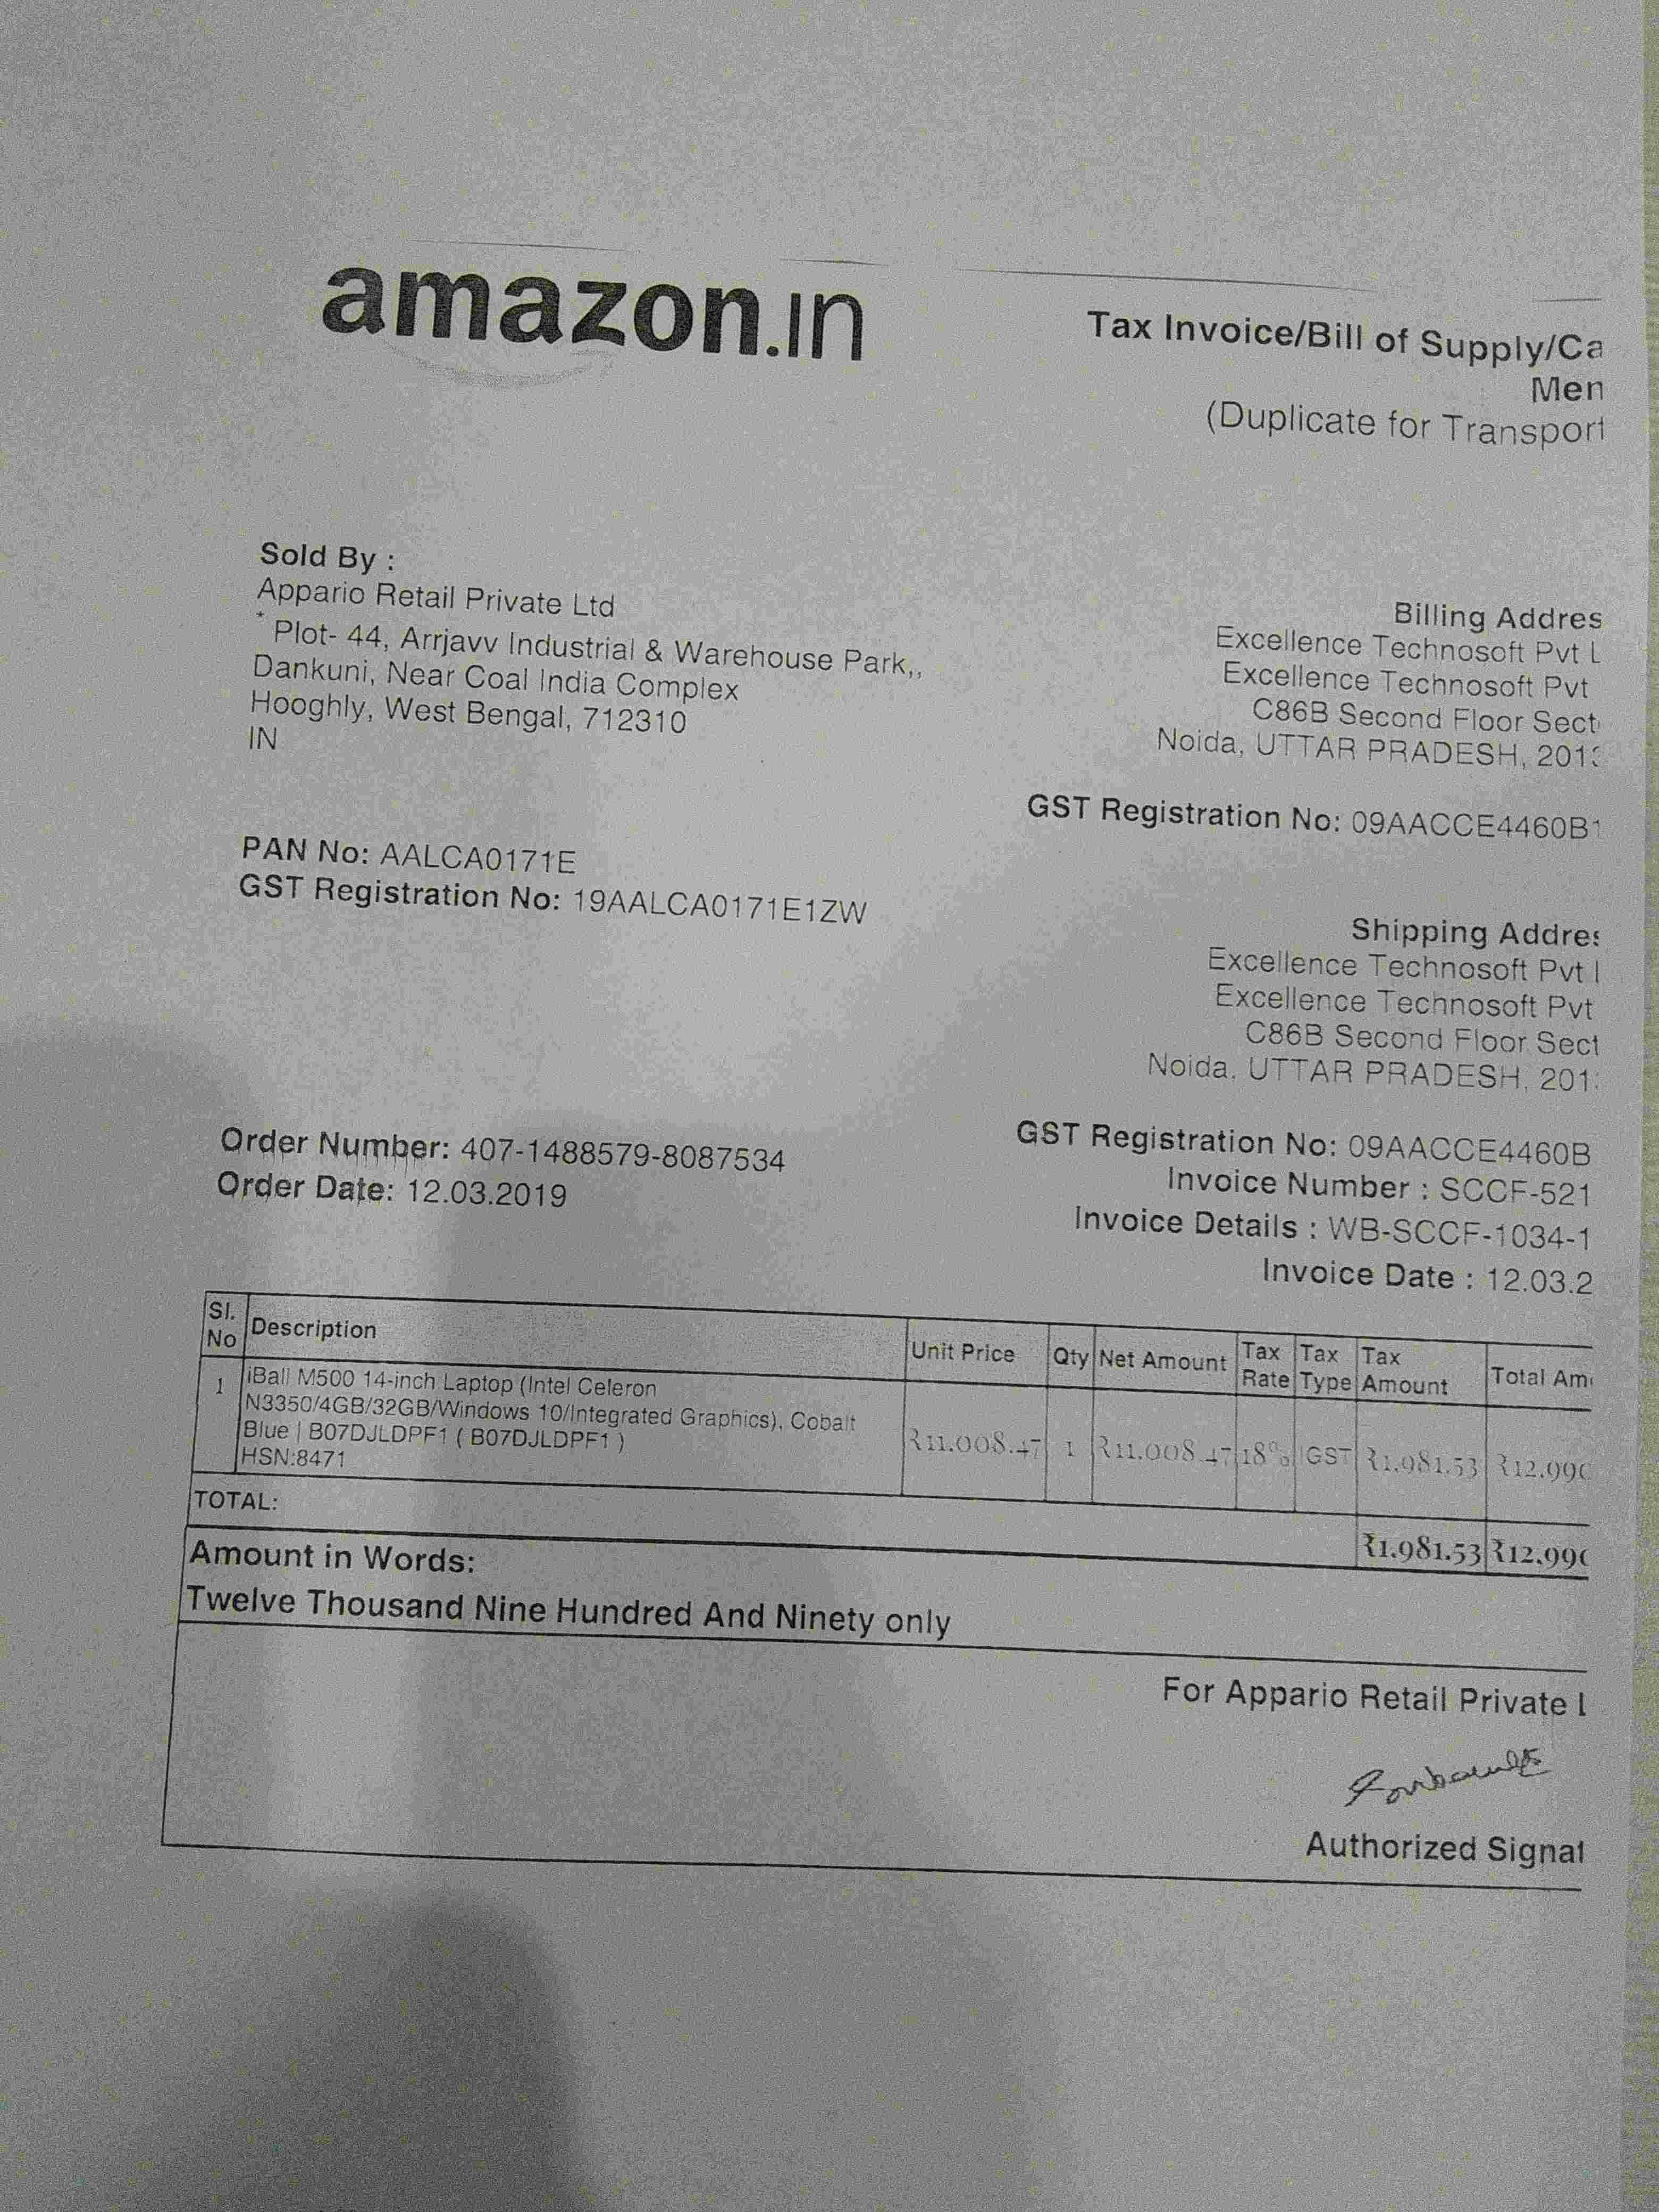 amazon.in
Tax Invoice/Bill of Supply/Ca
Men
(Duplicate for Transport
Sold By :
Appario Retail Private Ltd
* Plot- 44, Arrjavv Industrial & Warehouse Park,,
Dankuni, Near Coal India Complex
Hooghly, West Bengal, 712310
IN
Billing Addres
Excellence Technosoft Pvt L
Excellence Technosoft Pvt
C86B Second Floor Sect
Noida, UTTAR PRADESH, 201
GST Registration No: 09AACCE4460B1
PAN No: AALCA0171E
GST Registration No: 19AALCA0171E1ZW
Shipping Addres
Excellence Technosoft Pvt
Excellence Technosoft Pvt
C86B Second Floor Sect
Noida, UTTAR PRADESH, 201
Order Number: 407-1488579-8087534
Order Date: 12.03.2019
GST Registration No: 09AACCE4460B
Invoice Number : SCCF-521
Invoice Details : WB-SCCF-1034-1
Invoice Date : 12.03.2
Sl. No Description Unit Price Qty Net Amount Tax Rate Tax Type Tax Amount Total Am
1 iBall M500 14-inch Laptop (Intel Celeron
N3350/4GB/32GB/Windows 10/Integrated Graphics), Cobalt
Blue | B07DJLDPF1 ( B07DJLDPF1 )
HSN:8471
₹11,008.47 1 ₹11,008.47 18% IGST ₹1,981.53 ₹12,990
TOTAL: ₹1,981.53 ₹12,990
Amount in Words:
Twelve Thousand Nine Hundred And Ninety only
For Appario Retail Private L
Authorized Signat